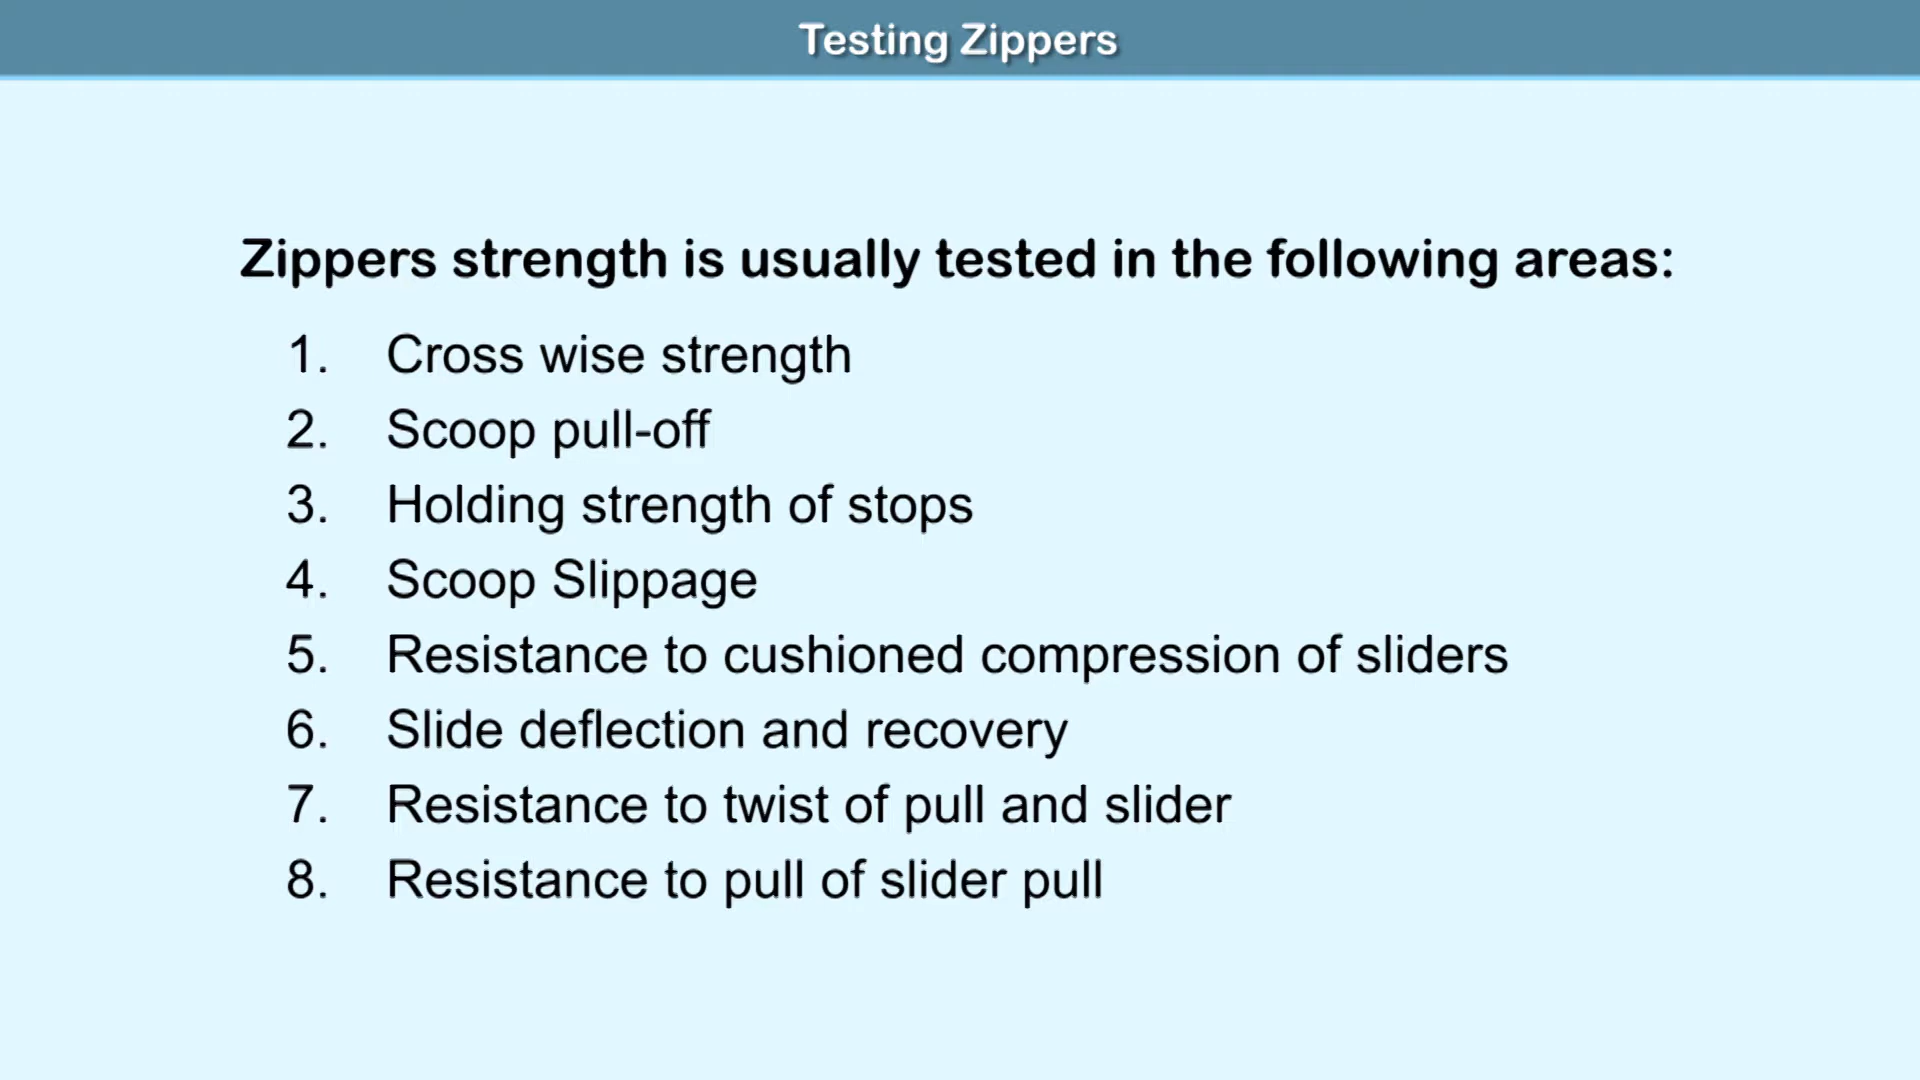 Testing Zippers
Zippers strength is usually tested in the following areas:
1. Cross wise strength
2. Scoop pull-off
3. Holding strength of stops
4. Scoop Slippage
5. Resistance to cushioned compression of sliders
6. Slide deflection and recovery
7. Resistance to twist of pull and slider
8. Resistance to pull of slider pull